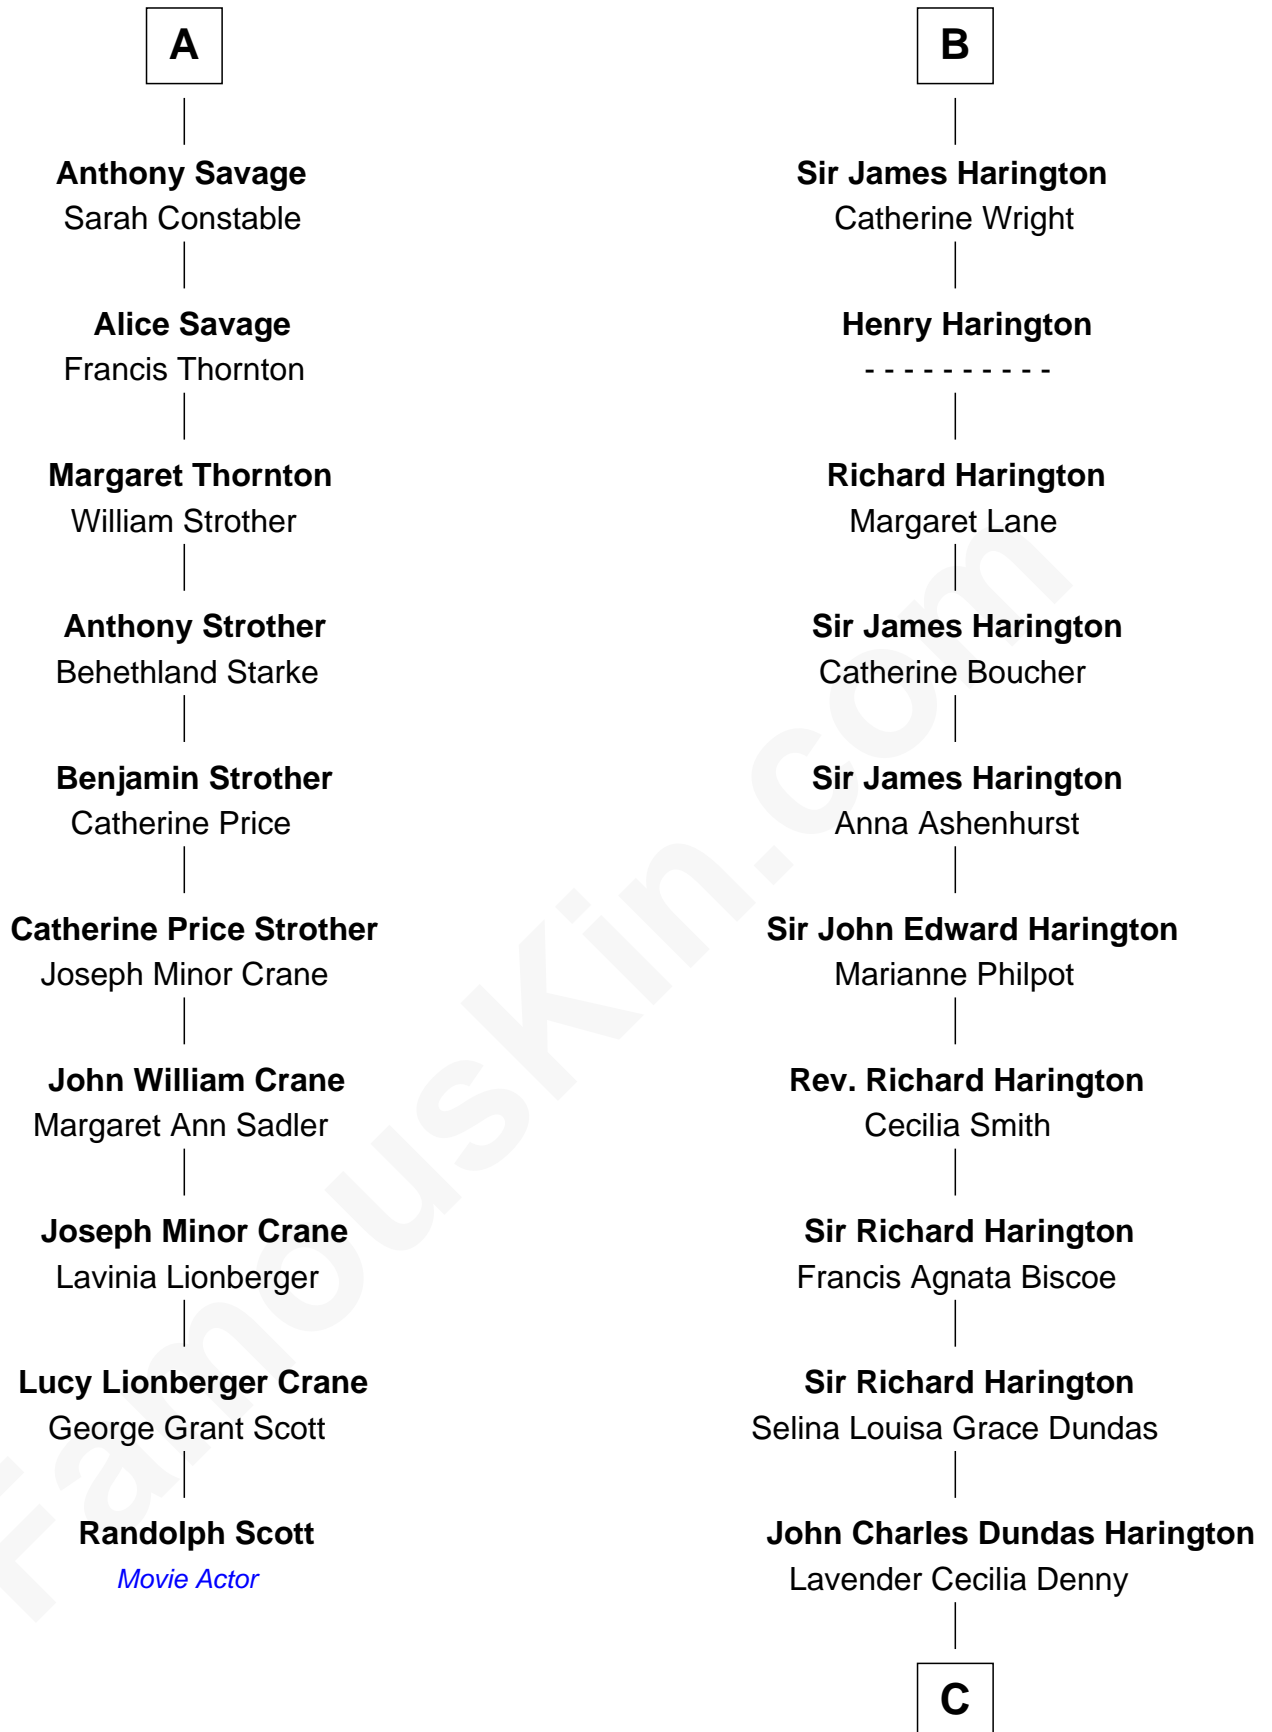 A
Anthony Savage
Sarah Constable
Alice Savage
Francis Thornton
Margaret Thornton
William Strother
Anthony Strother
Behethland Starke
Benjamin Strother
Catherine Price
Catherine Price Strother
Joseph Minor Crane
John William Crane
Margaret Ann Sadler
Joseph Minor Crane
Lavinia Lionberger
Lucy Lionberger Crane
George Grant Scott
Randolph Scott
Movie Actor
B
Sir James Harington
Catherine Wright
Henry Harington
- - - - - - - - - -
Richard Harington
Margaret Lane
Sir James Harington
Catherine Boucher
Sir James Harington
Anna Ashenhurst
Sir John Edward Harington
Marianne Philpot
Rev. Richard Harington
Cecilia Smith
Sir Richard Harington
Francis Agnata Biscoe
Sir Richard Harington
Selina Louisa Grace Dundas
John Charles Dundas Harington
Lavender Cecilia Denny
C
FamousKin.com